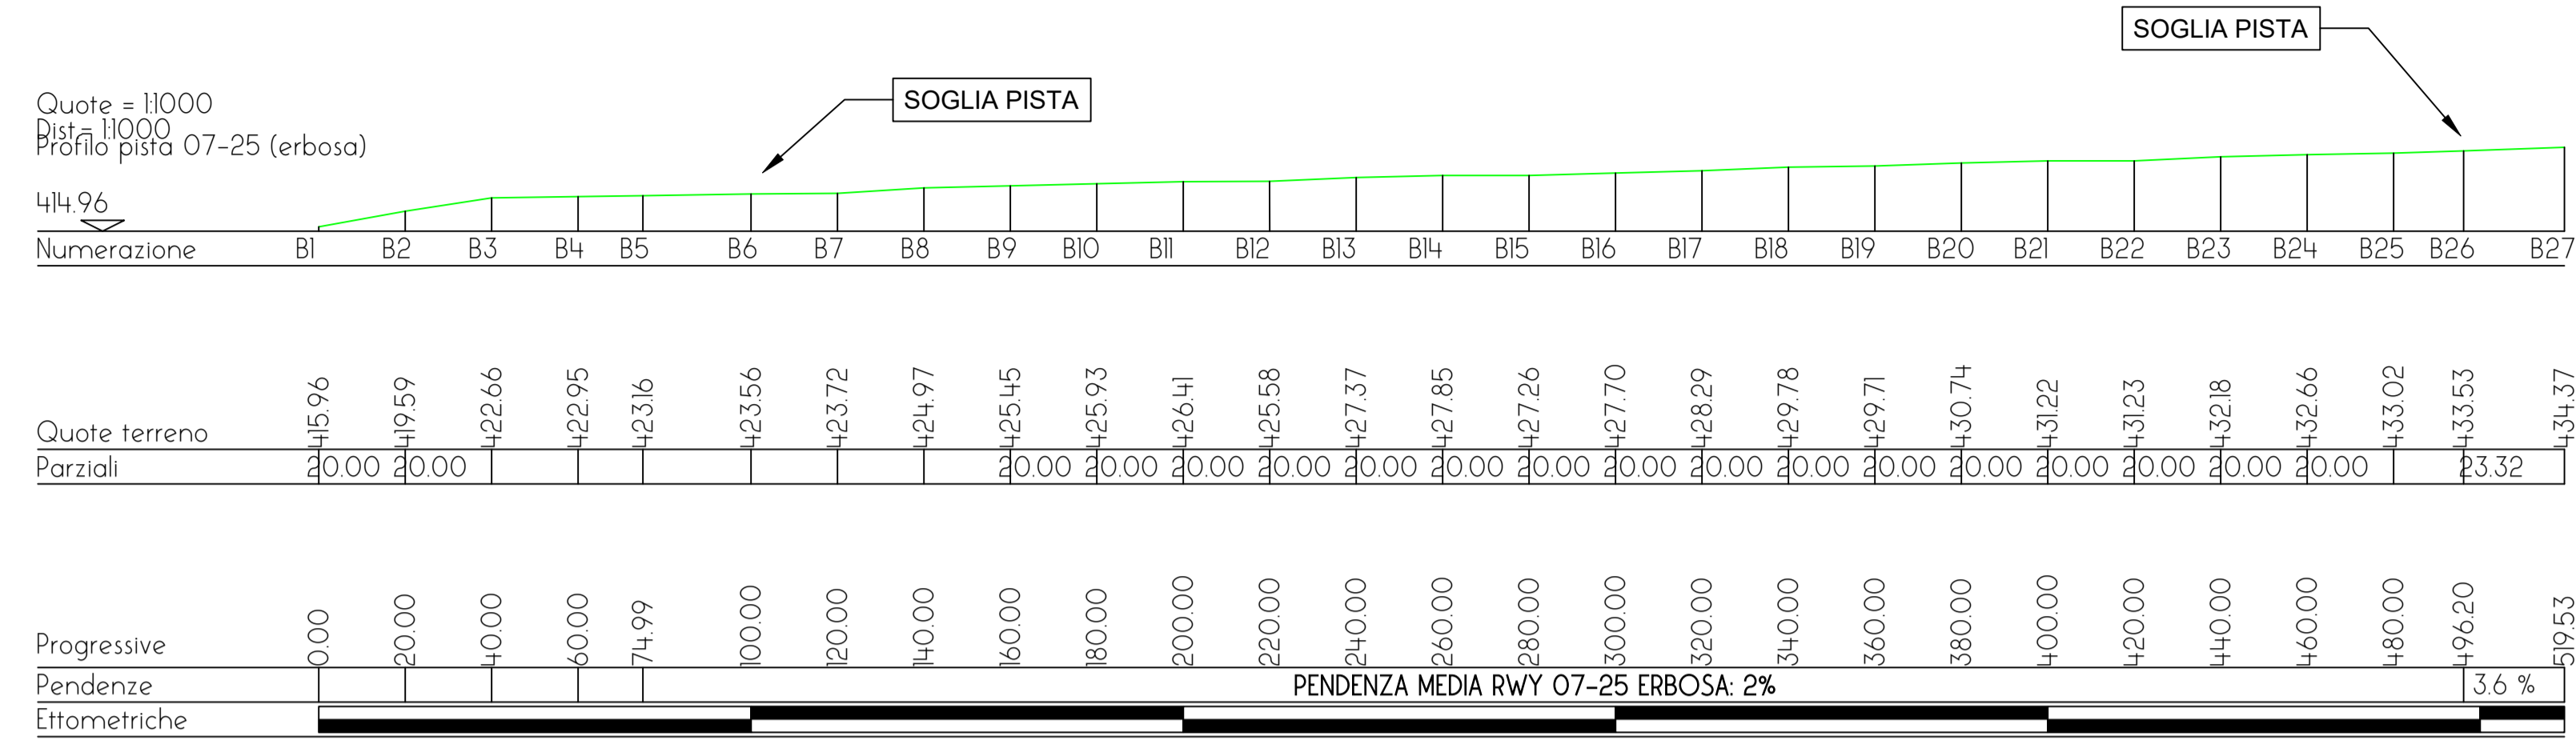 SOGLIA PISTA
SOGLIA PISTA
Quote = 1:1000
Dist= 1:1000
Profilo pista 07-25 (erbosa)
414.96
Numerazione B1 B2 B3 B4 B5 B6 B7 B8 B9 B10 B11 B12 B13 B14 B15 B16 B17 B18 B19 B20 B21 B22 B23 B24 B25 B26 B27
Quote terreno 415.96 419.59 422.66 422.95 423.16 423.56 423.72 424.97 425.45 425.93 426.41 425.58 427.37 427.85 427.26 427.70 428.29 429.78 429.71 430.74 431.22 431.23 432.18 432.66 433.02 433.53 434.37
Parziali 20.00 20.00 20.00 20.00 20.00 20.00 20.00 20.00 20.00 20.00 20.00 20.00 20.00 20.00 20.00 20.00 20.00 20.00 23.32
Progressive 0.00 20.00 40.00 60.00 74.99 100.00 120.00 140.00 160.00 180.00 200.00 220.00 240.00 260.00 280.00 300.00 320.00 340.00 360.00 380.00 400.00 420.00 440.00 460.00 480.00 496.20 519.53
Pendenze PENDENZA MEDIA RWY 07-25 ERBOSA: 2% 3.6 %
Ettometriche